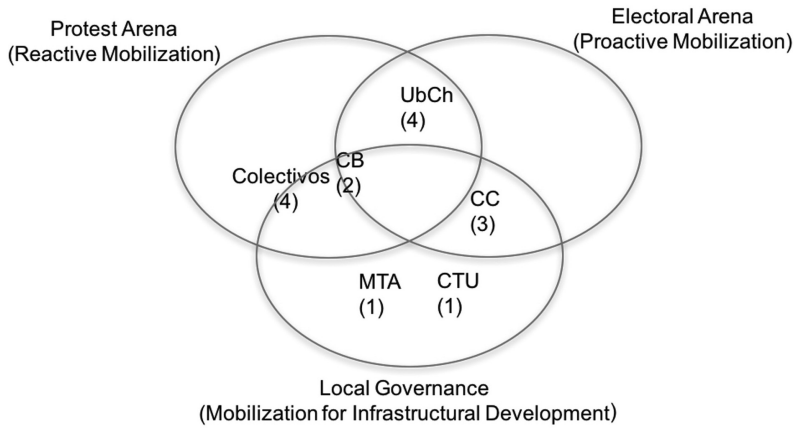 Protest Arena
(Reactive Mobilization)
Electoral Arena
(Proactive Mobilization)
UbCh
(4)
CB
(2)
Colectivos
(4)
CC
(3)
MTA
(1)
CTU
(1)
Local Governance
(Mobilization for Infrastructural Development)